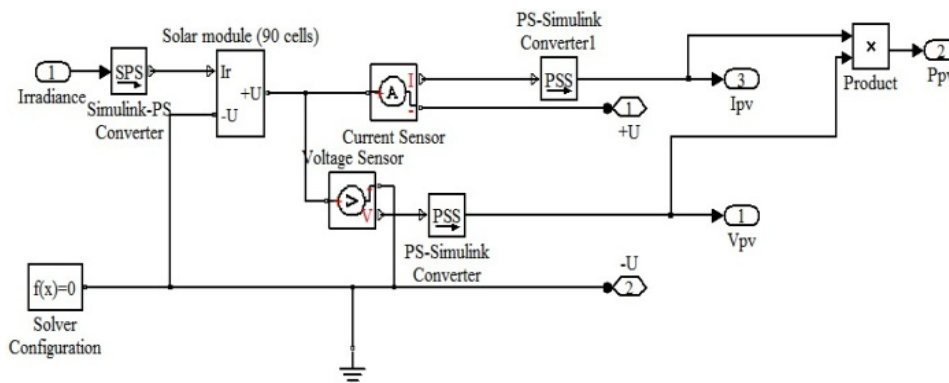 PS-Simulink
Converter1
Solar module (90 cells)
1
SPS
Ir
+U
-U
Irradiance
Simulink-PS
Converter
A
I
-
Current Sensor
PSS
1
+U
3
Ipv
x
Product
2
Ppv
Voltage Sensor
+
V
PSS
PS-Simulink
Converter
1
Vpv
-U
2
f(x)=0
Solver
Configuration